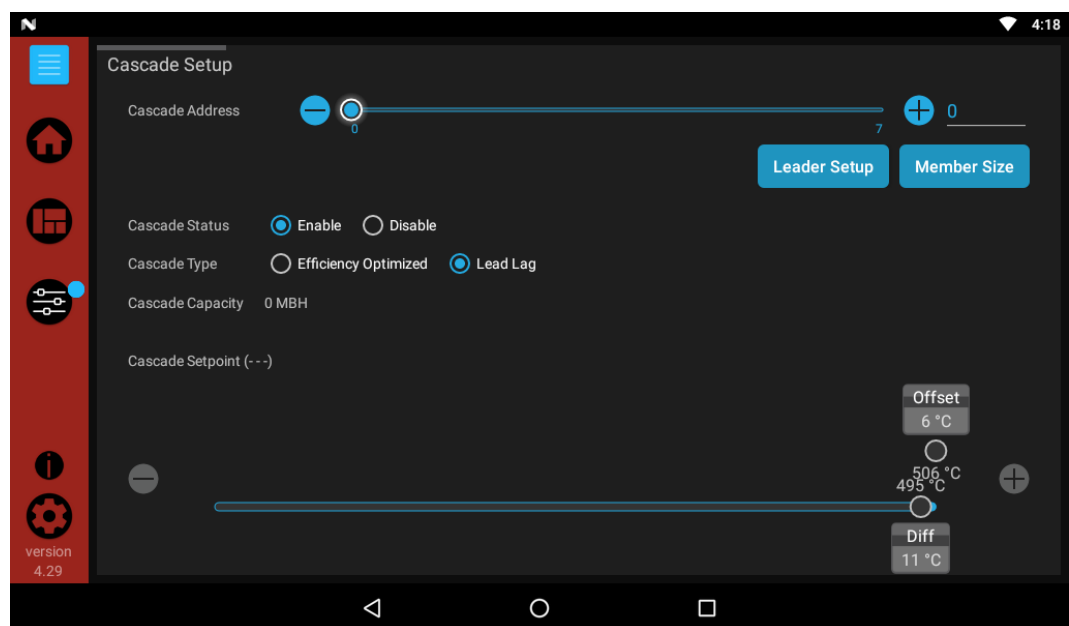 4:18
Cascade Setup
Cascade Address
0
7
0
Leader Setup
Member Size
Cascade Status
Enable
Disable
Cascade Type
Efficiency Optimized
Lead Lag
Cascade Capacity
0 MBH
Cascade Setpoint (---)
Offset
6 °C
506 °C
495 °C
Diff
11 °C
version
4.29